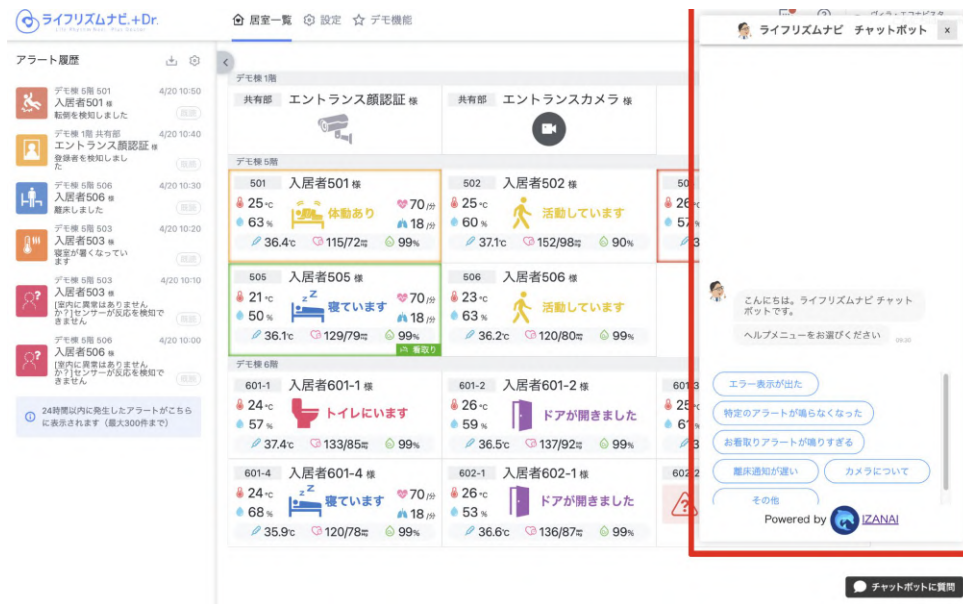 ライフリズムナビ.+Dr.
居室一覧
設定
デモ機能
アラート履歴
デモ棟 5階 501
4/20 10:50
入居者501 様
転倒を検知しました
既読
デモ棟 1階 共有部
4/20 10:40
エントランス顔認証 様
登録者を検知しまし
た
既読
デモ棟 5階 506
4/20 10:30
入居者506 様
離床しました
既読
デモ棟 5階 503
4/20 10:20
入居者503 様
寝室が暑くなってい
ます
既読
デモ棟 5階 503
4/20 10:10
入居者503 様
[室内に異常はありません
か?]センサーが反応を検知で
きません
既読
デモ棟 5階 506
4/20 10:00
入居者506 様
[室内に異常はありません
か?]センサーが反応を検知で
きません
既読
24時間以内に発生したアラートがこちら
に表示されます（最大300件まで）
デモ棟 1階
共有部 エントランス顔認証 様
共有部 エントランスカメラ 様
デモ棟 5階
501 入居者501 様
25℃
63%
体動あり
70/分
18/分
36.4℃ 115/72 99%
502 入居者502 様
25℃
60%
活動しています
37.1℃ 152/98 90%
505 入居者505 様
21℃
50%
寝ています
70/分
18/分
36.1℃ 129/79 99%
看取り
506 入居者506 様
23℃
63%
活動しています
36.2℃ 120/80 99%
デモ棟 6階
601-1 入居者601-1 様
24℃
57%
トイレにいます
37.4℃ 133/85 99%
601-2 入居者601-2 様
26℃
59%
ドアが開きました
36.5℃ 137/92 99%
601-4 入居者601-4 様
24℃
68%
寝ています
70/分
18/分
35.9℃ 120/78 99%
602-1 入居者602-1 様
26℃
53%
ドアが開きました
36.6℃ 136/87 99%
ライフリズムナビ チャットボット
こんにちは。ライフリズムナビ チャット
ボットです。
ヘルプメニューをお選びください
09:30
エラー表示が出た
特定のアラートが鳴らなくなった
お看取りアラートが鳴りすぎる
離床通知が遅い
カメラについて
その他
Powered by IZANAI
チャットボットに質問